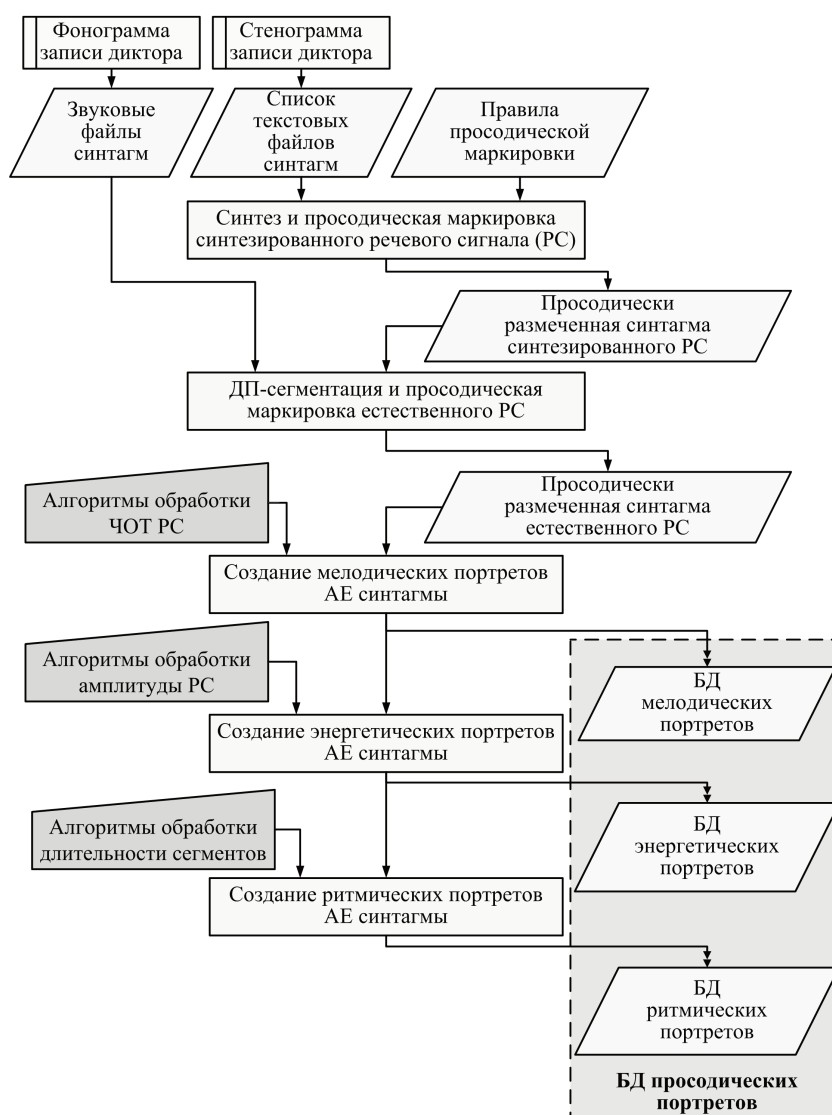 Фонограмма
записи диктора
Стенограмма
записи диктора
Звуковые
файлы
синтагм
Список
текстовых
файлов
синтагм
Правила
просодической
маркировки
Синтез и просодическая маркировка
синтезированного речевого сигнала (РС)
Просодически
размеченная синтагма
синтезированного РС
ДП-сегментация и просодическая
маркировка естественного РС
Просодически
размеченная синтагма
естественного РС
Алгоритмы обработки
ЧОТ РС
Создание мелодических портретов
АЕ синтагмы
Алгоритмы обработки
амплитуды РС
БД
мелодических
портретов
Создание энергетических портретов
АЕ синтагмы
Алгоритмы обработки
длительности сегментов
БД
энергетических
портретов
Создание ритмических портретов
АЕ синтагмы
БД
ритмических
портретов
БД просодических
портретов